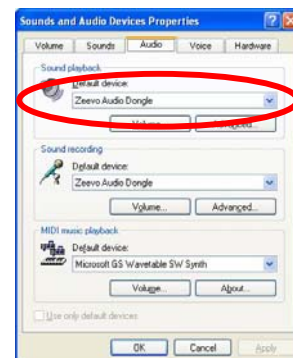 Sounds and Audio Devices Properties
Volume Sounds Audio Voice Hardware
Sound playback
Default device:
Zeevo Audio Dongle
Volume... Advanced...
Sound recording
Default device:
Zeevo Audio Dongle
Volume... Advanced...
MIDI music playback
Default device:
Microsoft GS Wavetable SW Synth
Volume... About...
Use only default devices
OK Cancel Apply